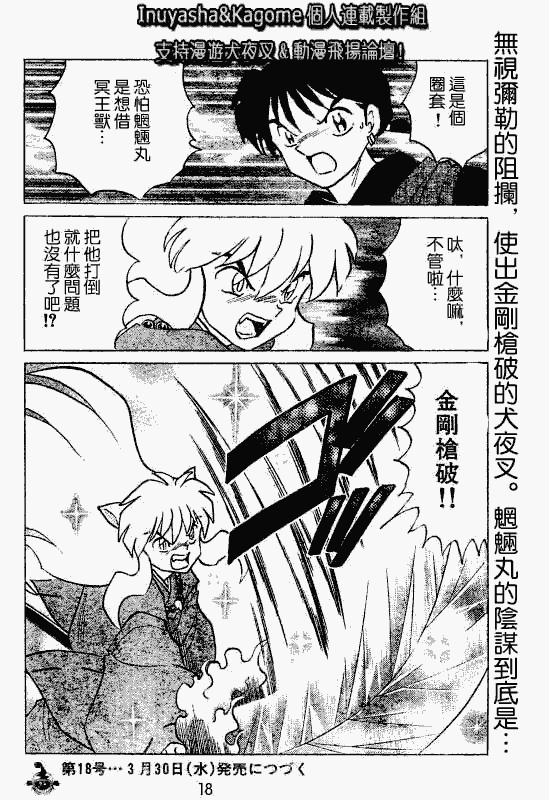 Inuyasha&Kagome 個人連載製作組
支持漫遊犬夜叉 & 動漫飛揚論壇!
無視彌勒的阻攔,使出金剛槍破的犬夜叉。魍魎丸的陰謀到底是…
這是個
圈套!
恐怕魍魎丸
是想借
冥王獸…
呔,什麼嘛,
不管啦…
把他打倒
就什麼問題
也沒有了吧!?
金剛槍破!!
ブン
第18号…3月30日(水)発売につづく
18